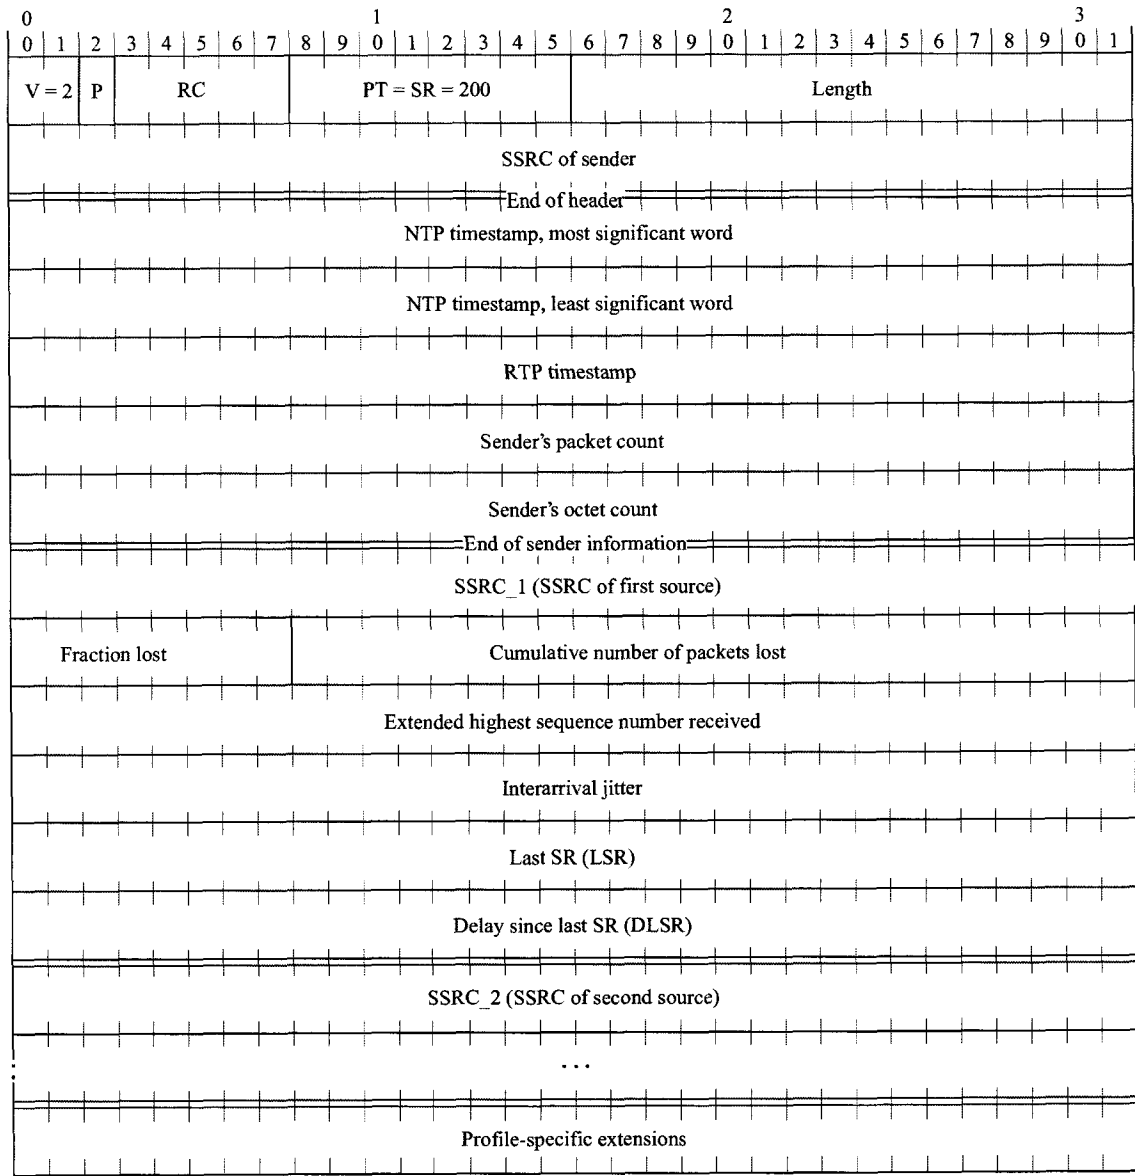 0 1 2 3
0 1 2 3 4 5 6 7 8 9 0 1 2 3 4 5 6 7 8 9 0 1 2 3 4 5 6 7 8 9 0 1
V = 2 P RC PT = SR = 200 Length
SSRC of sender
End of header
NTP timestamp, most significant word
NTP timestamp, least significant word
RTP timestamp
Sender's packet count
Sender's octet count
End of sender information
SSRC_1 (SSRC of first source)
Fraction lost Cumulative number of packets lost
Extended highest sequence number received
Interarrival jitter
Last SR (LSR)
Delay since last SR (DLSR)
SSRC_2 (SSRC of second source)
...
Profile-specific extensions